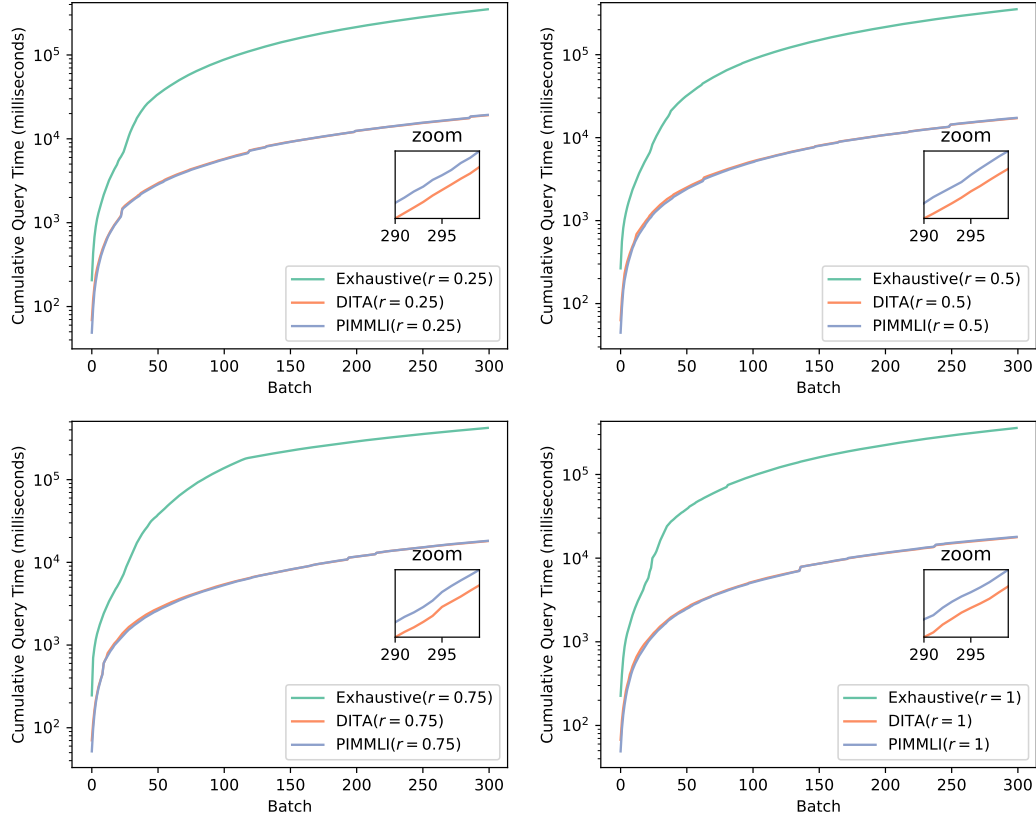 Cumulative Query Time (milliseconds)
10^5
10^4
10^3
10^2
zoom
290 295
Exhaustive(r = 0.25)
DITA(r = 0.25)
PIMMLI(r = 0.25)
0 50 100 150 200 250 300
Batch
Cumulative Query Time (milliseconds)
10^5
10^4
10^3
10^2
zoom
290 295
Exhaustive(r = 0.5)
DITA(r = 0.5)
PIMMLI(r = 0.5)
0 50 100 150 200 250 300
Batch
Cumulative Query Time (milliseconds)
10^5
10^4
10^3
10^2
zoom
290 295
Exhaustive(r = 0.75)
DITA(r = 0.75)
PIMMLI(r = 0.75)
0 50 100 150 200 250 300
Batch
Cumulative Query Time (milliseconds)
10^5
10^4
10^3
10^2
zoom
290 295
Exhaustive(r = 1)
DITA(r = 1)
PIMMLI(r = 1)
0 50 100 150 200 250 300
Batch